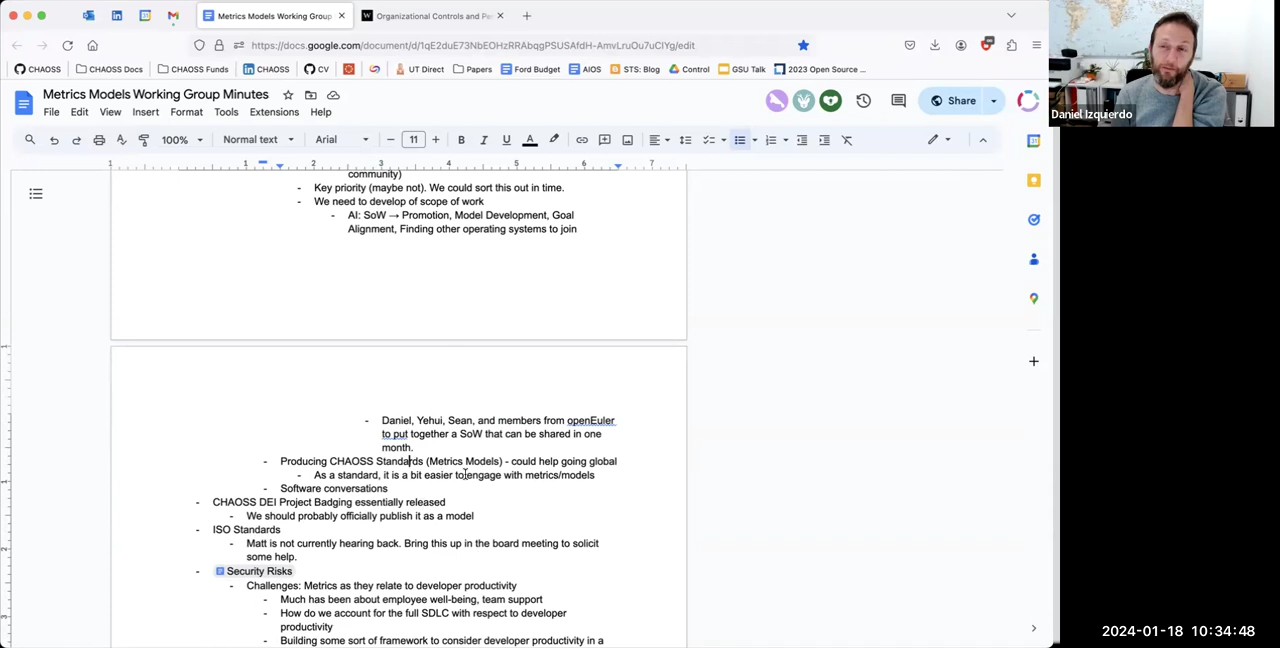 Metrics Models Working Group
Organizational Controls and Pe
https://docs.google.com/document/d/1qE2duE73NbEOHzRRAbqgPSUSAfdH-AmvLruOu7uCIYg/edit
CHAOSS
CHAOSS Docs
CHAOSS Funds
CHAOSS
CV
UT Direct
Papers
Ford Budget
AIOS
STS: Blog
Control
GSU Talk
2023 Open Source ...
Metrics Models Working Group Minutes
File Edit View Insert Format Tools Extensions Help
Share
100% Normal text Arial 11
1 1 2 3 4 5 6 7
community)
- Key priority (maybe not). We could sort this out in time.
- We need to develop of scope of work
- AI: SoW → Promotion, Model Development, Goal
Alignment, Finding other operating systems to join
- Daniel, Yehui, Sean, and members from openEuler
to put together a SoW that can be shared in one
month.
- Producing CHAOSS Standards (Metrics Models) - could help going global
- As a standard, it is a bit easier to engage with metrics/models
- Software conversations
- CHAOSS DEI Project Badging essentially released
- We should probably officially publish it as a model
- ISO Standards
- Matt is not currently hearing back. Bring this up in the board meeting to solicit
some help.
- Security Risks
- Challenges: Metrics as they relate to developer productivity
- Much has been about employee well-being, team support
- How do we account for the full SDLC with respect to developer
productivity
- Building some sort of framework to consider developer productivity in a
Daniel Izquierdo
2024-01-18 10:34:48